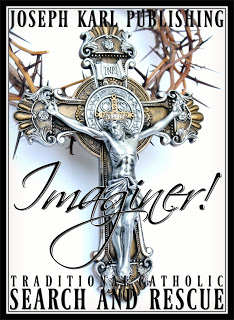 JOSEPH KARL PUBLISHING
INRI
Imaginer!
TRADITIONAL CATHOLIC
SEARCH AND RESCUE